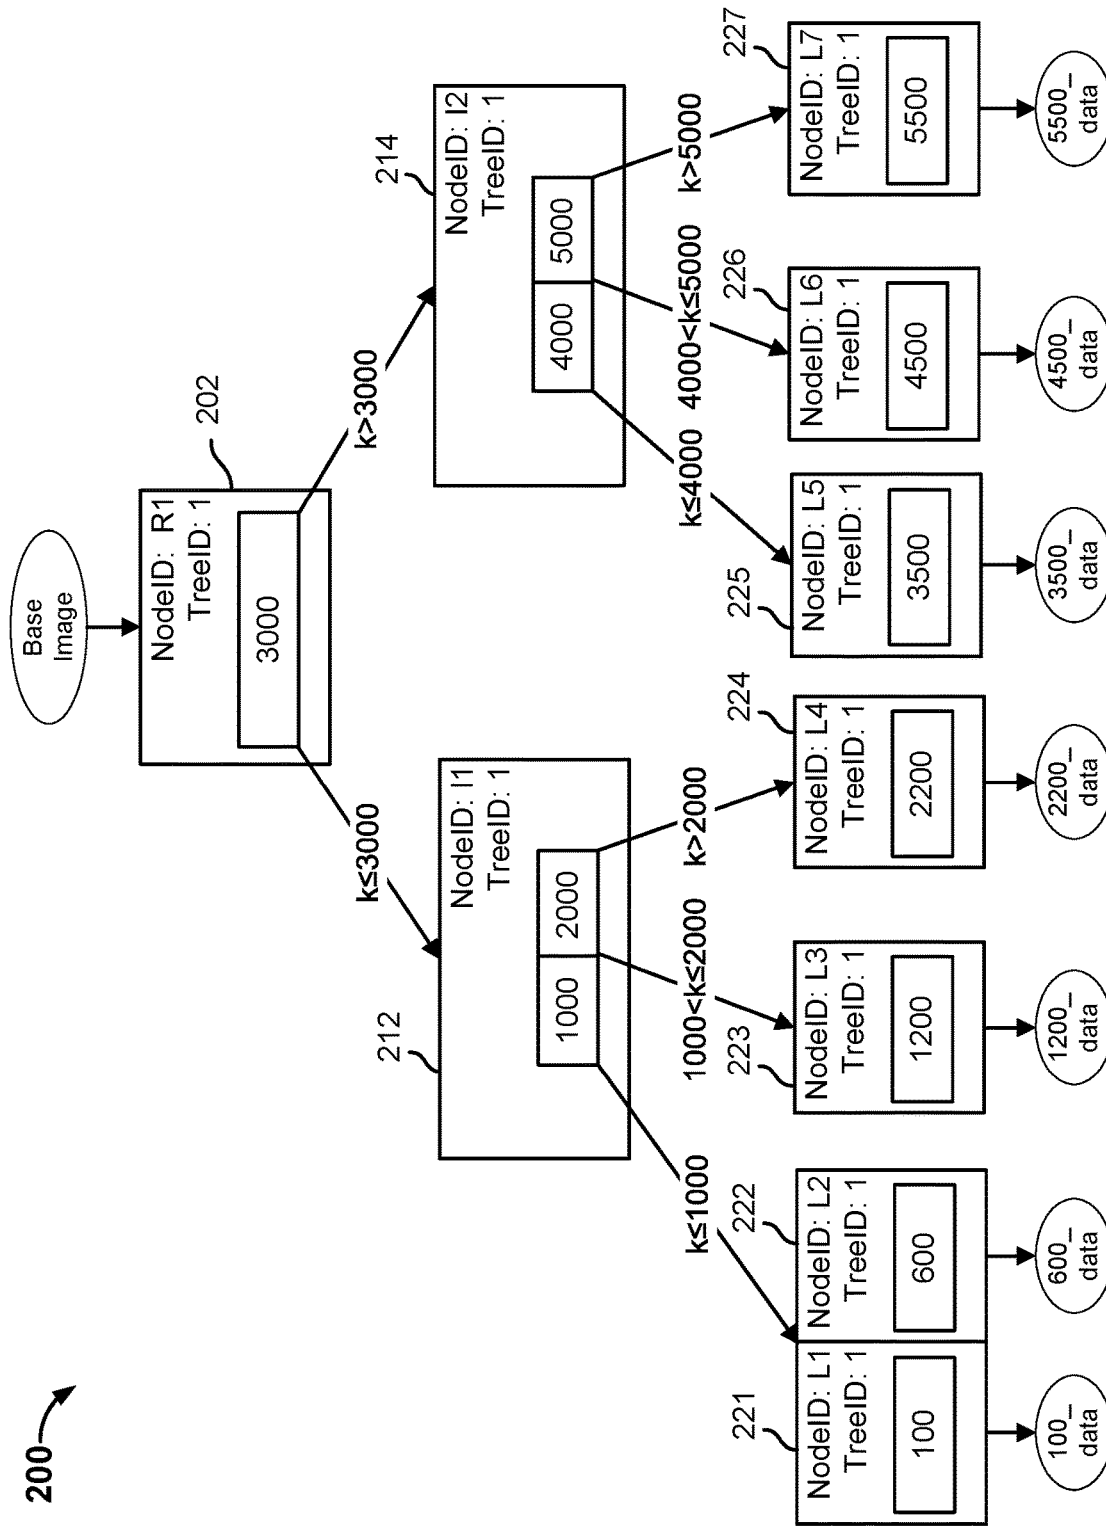 200
Base
Image
202
NodeID: R1
TreeID: 1
3000
k≤3000
k>3000
212
NodeID: I1
TreeID: 1
1000
2000
214
NodeID: I2
TreeID: 1
4000
5000
k≤1000
1000<k≤2000
k>2000
k≤4000
4000<k≤5000
k>5000
221
NodeID: L1
TreeID: 1
100
100_
data
222
NodeID: L2
TreeID: 1
600
600_
data
223
NodeID: L3
TreeID: 1
1200
1200_
data
224
NodeID: L4
TreeID: 1
2200
2200_
data
225
NodeID: L5
TreeID: 1
3500
3500_
data
226
NodeID: L6
TreeID: 1
4500
4500_
data
227
NodeID: L7
TreeID: 1
5500
5500_
data